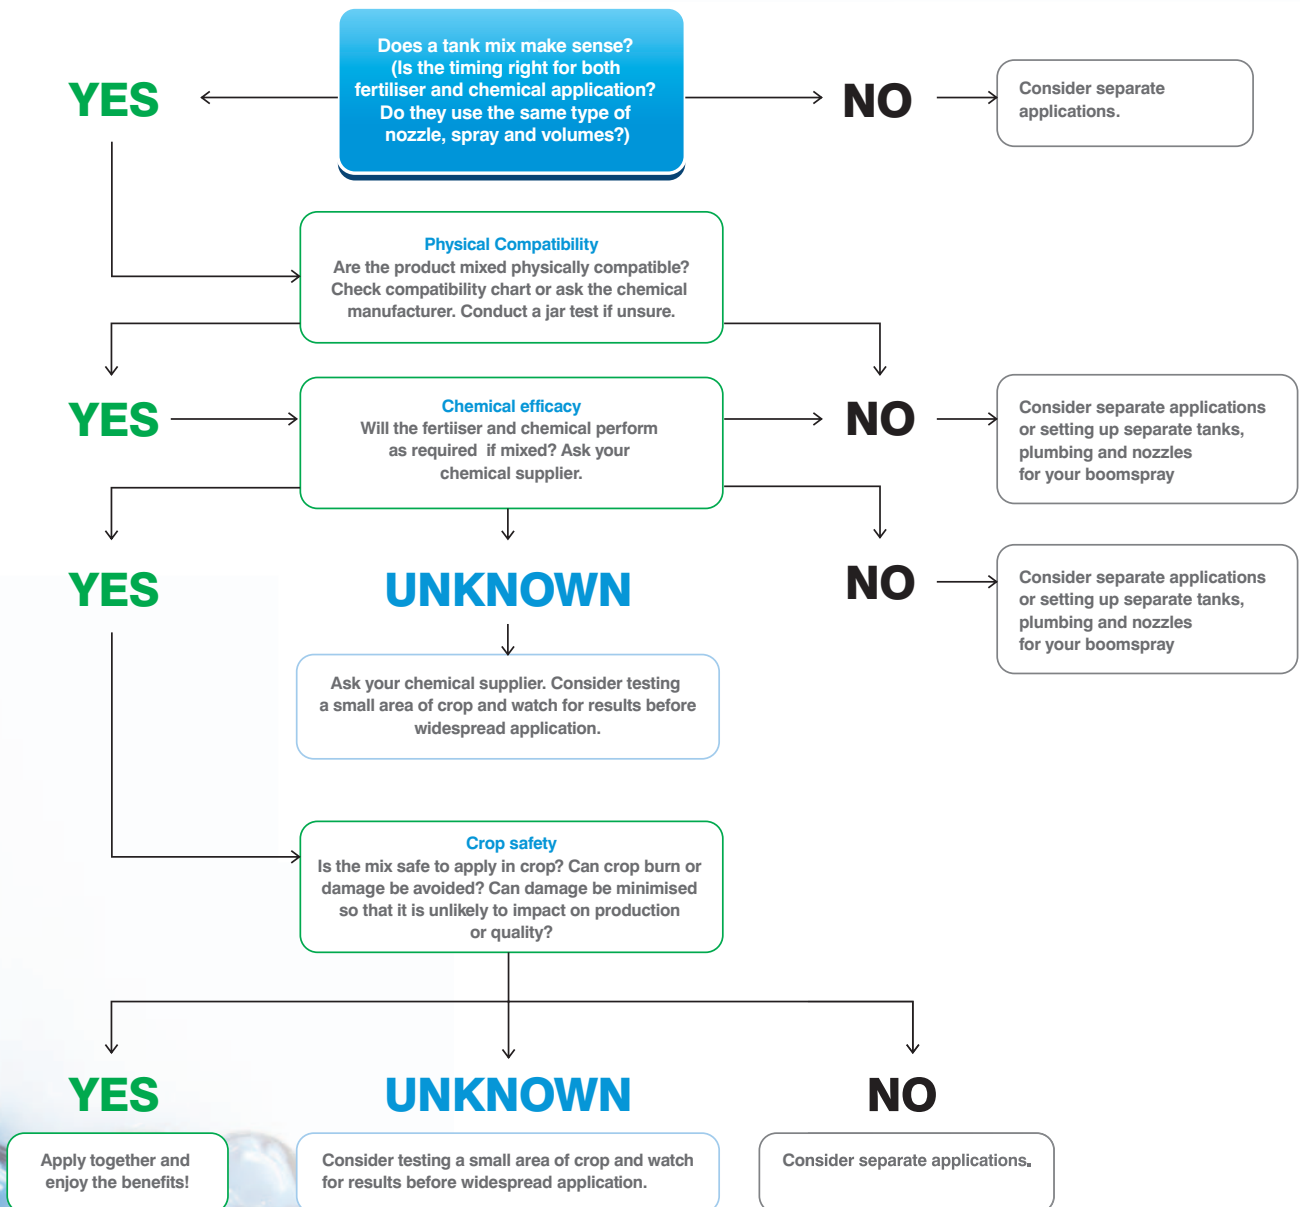 Does a tank mix make sense?
(Is the timing right for both
fertiliser and chemical application?
Do they use the same type of
nozzle, spray and volumes?)
YES
NO
Consider separate
applications.
Physical Compatibility
Are the product mixed physically compatible?
Check compatibility chart or ask the chemical
manufacturer. Conduct a jar test if unsure.
YES
Chemical efficacy
Will the fertiiser and chemical perform
as required if mixed? Ask your
chemical supplier.
NO
Consider separate applications
or setting up separate tanks,
plumbing and nozzles
for your boomspray
YES
UNKNOWN
NO
Consider separate applications
or setting up separate tanks,
plumbing and nozzles
for your boomspray
Ask your chemical supplier. Consider testing
a small area of crop and watch for results before
widespread application.
Crop safety
Is the mix safe to apply in crop? Can crop burn or
damage be avoided? Can damage be minimised
so that it is unlikely to impact on production
or quality?
YES
UNKNOWN
NO
Apply together and
enjoy the benefits!
Consider testing a small area of crop and watch
for results before widespread application.
Consider separate applications.